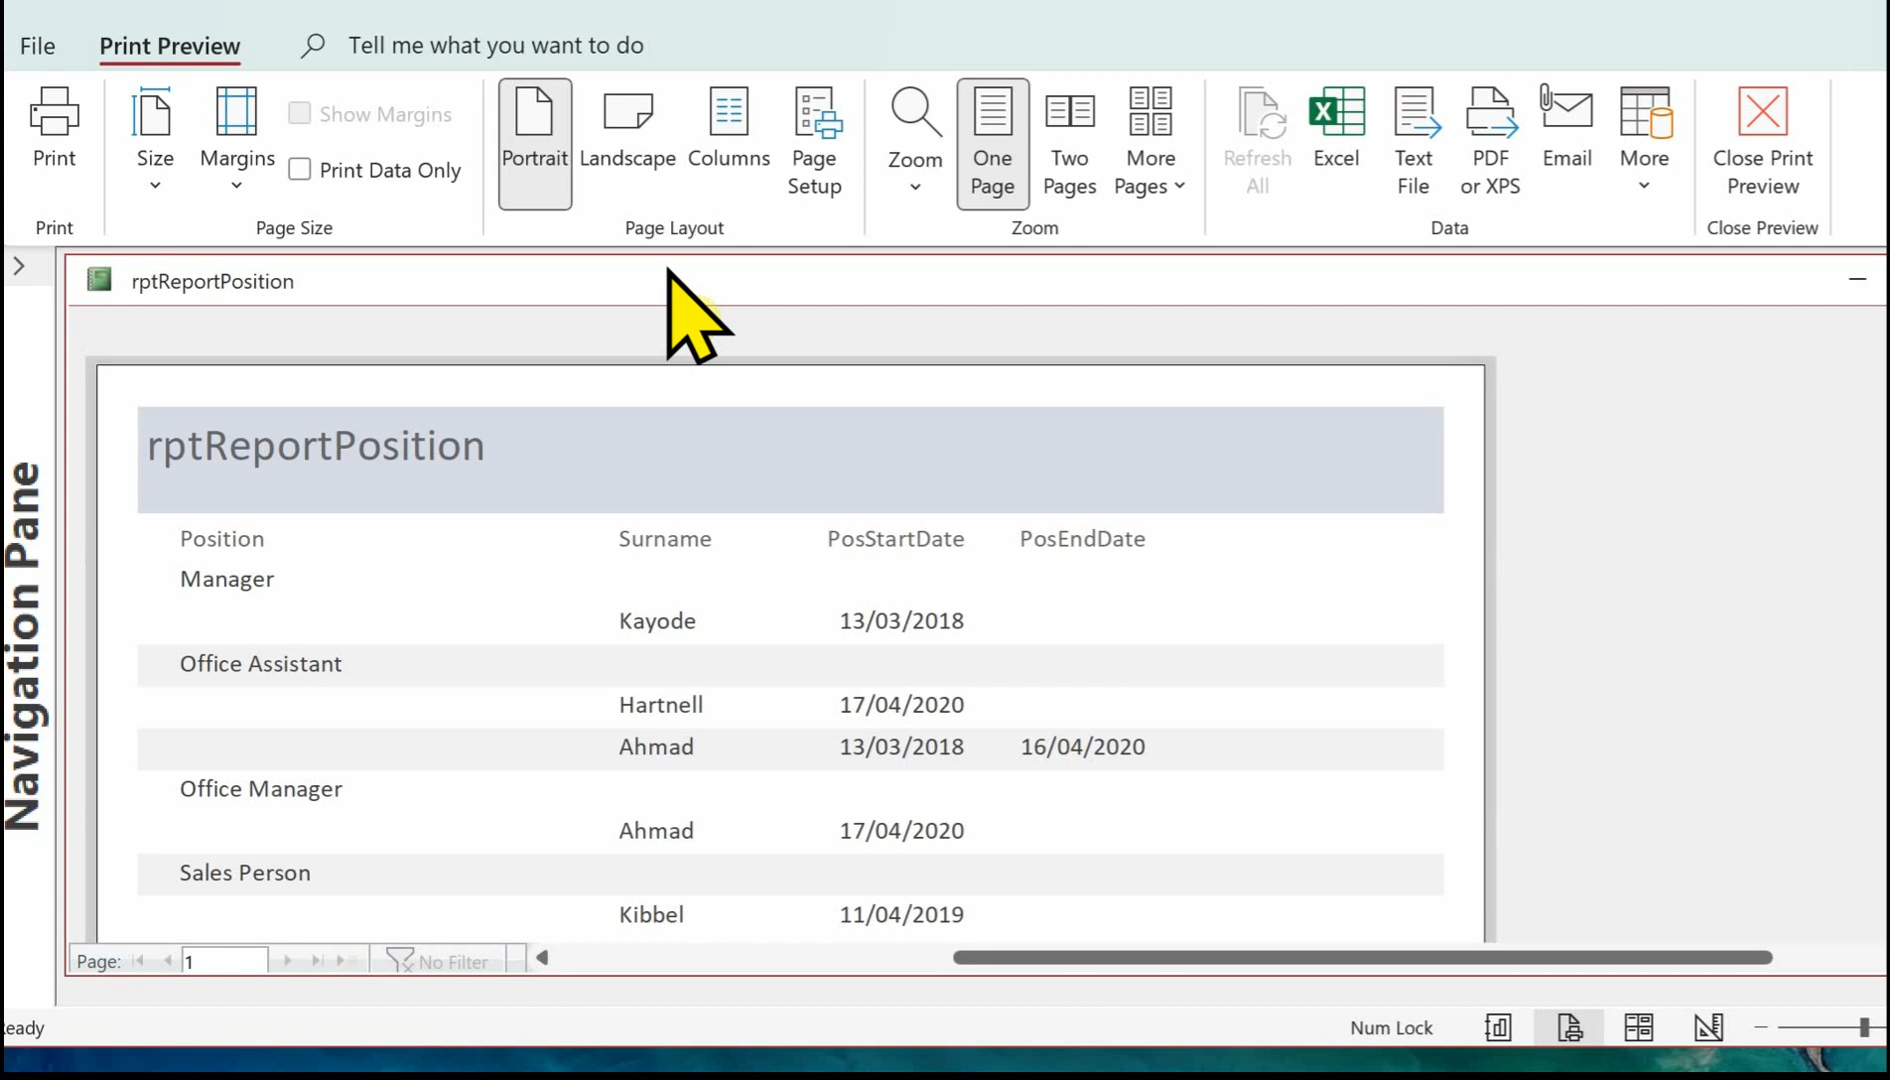 File Print Preview Tell me what you want to do
Print
Size
Margins
Show Margins
Print Data Only
Portrait
Landscape
Columns
Page
Setup
Zoom
One
Page
Two
Pages
More
Pages
Refresh
All
Excel
Text
File
PDF
or XPS
Email
More
Close Print
Preview
Print Page Size Page Layout Zoom Data Close Preview
rptReportPosition
Navigation Pane
rptReportPosition
Position Surname PosStartDate PosEndDate
Manager
Kayode 13/03/2018
Office Assistant
Hartnell 17/04/2020
Ahmad 13/03/2018 16/04/2020
Office Manager
Ahmad 17/04/2020
Sales Person
Kibbel 11/04/2019
Page: 1 No Filter
eady Num Lock